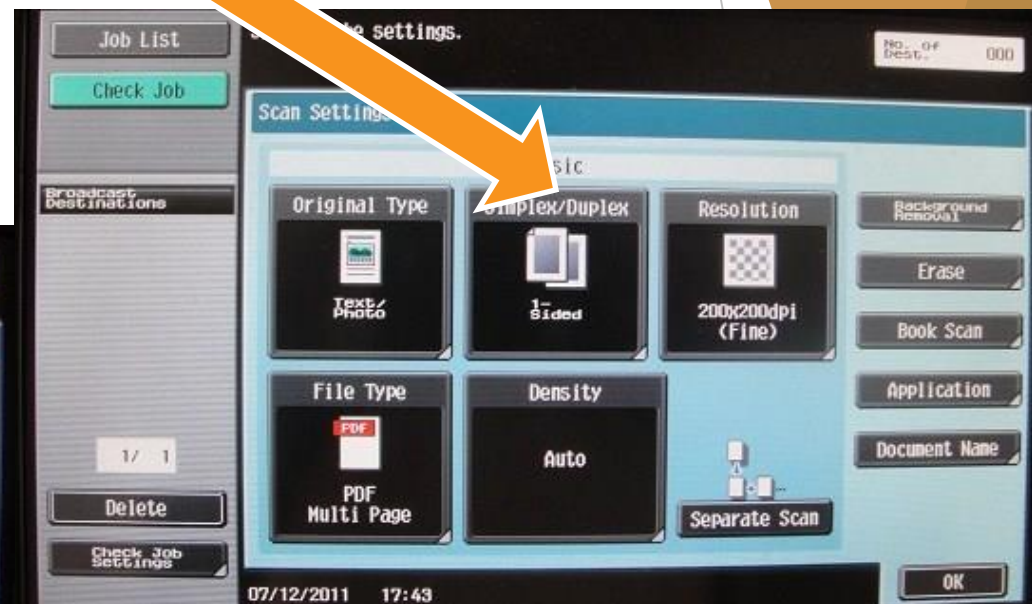 Job List
settings.
No. of
Dest.
000
Check Job
Scan Settings
Broadcast
Destinations
Original Type
Simplex/Duplex
Resolution
Background
Removal
Text/
Photo
1-
Sided
200x200dpi
(Fine)
Erase
Book Scan
File Type
Density
Application
PDF
PDF
Multi Page
Auto
Document Name
1/ 1
Delete
Separate Scan
Check Job
Settings
OK
07/12/2011 17:43